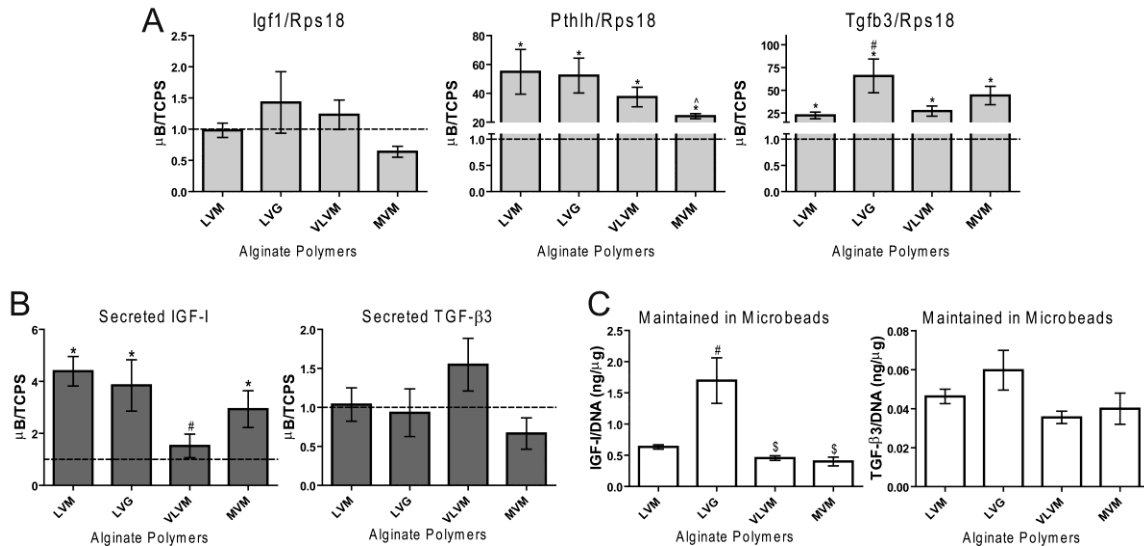 A
Igf1/Rps18
μB/TCPS
2.5
2.0
1.5
1.0
0.5
0.0
LVM
LVG
VLVM
MVM
Alginate Polymers
Pthlh/Rps18
μB/TCPS
80
60
40
20
1.0
0.5
0.0
*
*
*
^
*
LVM
LVG
VLVM
MVM
Alginate Polymers
Tgfb3/Rps18
μB/TCPS
100
75
50
25
1.0
0.5
0.0
*
#
*
*
*
LVM
LVG
VLVM
MVM
Alginate Polymers
B
Secreted IGF-I
μB/TCPS
6
4
2
0
*
*
#
*
LVM
LVG
VLVM
MVM
Alginate Polymers
Secreted TGF-β3
μB/TCPS
2.0
1.5
1.0
0.5
0.0
LVM
LVG
VLVM
MVM
Alginate Polymers
C
Maintained in Microbeads
IGF-I/DNA (ng/μg)
2.5
2.0
1.5
1.0
0.5
0.0
#
$
$
LVM
LVG
VLVM
MVM
Alginate Polymers
Maintained in Microbeads
TGF-β3/DNA (ng/μg)
0.08
0.06
0.04
0.02
0.00
LVM
LVG
VLVM
MVM
Alginate Polymers